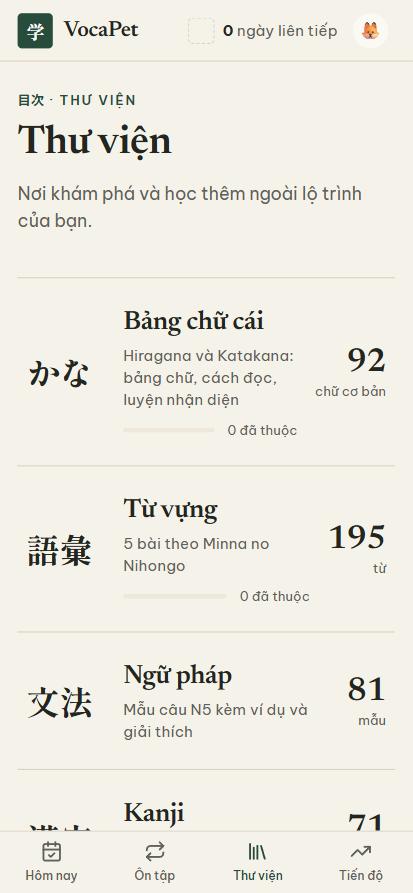 学 VocaPet 0 ngày liên tiếp
目次 · THƯ VIỆN
Thư viện
Nơi khám phá và học thêm ngoài lộ trình
của bạn.
かな
Bảng chữ cái
Hiragana và Katakana:
bảng chữ, cách đọc,
luyện nhận diện
0 đã thuộc
92
chữ cơ bản
語彙
Từ vựng
5 bài theo Minna no
Nihongo
0 đã thuộc
195
từ
文法
Ngữ pháp
Mẫu câu N5 kèm ví dụ và
giải thích
81
mẫu
Kanji
71
Hôm nay Ôn tập Thư viện Tiến độ